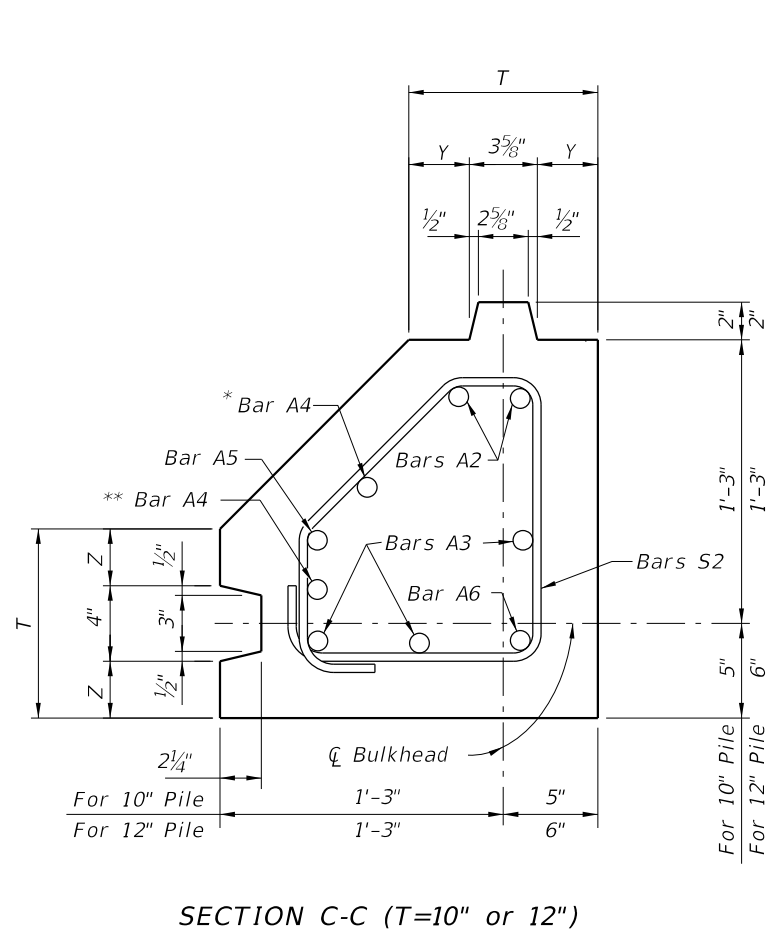 T
Y 3⅝" Y
½" 2⅝" ½"
2" 2"
* Bar A4
Bar A5
Bars A2
** Bar A4
1'-3" 1'-3"
Z ½"
Bars A3
Bars S2
Bar A6
T 4" 3"
Z ½"
5" 6"
2¼"
℄ Bulkhead
For 10" Pile 1'-3" 5"
For 12" Pile 1'-3" 6"
For 10" Pile
For 12" Pile
SECTION C-C (T=10" or 12")